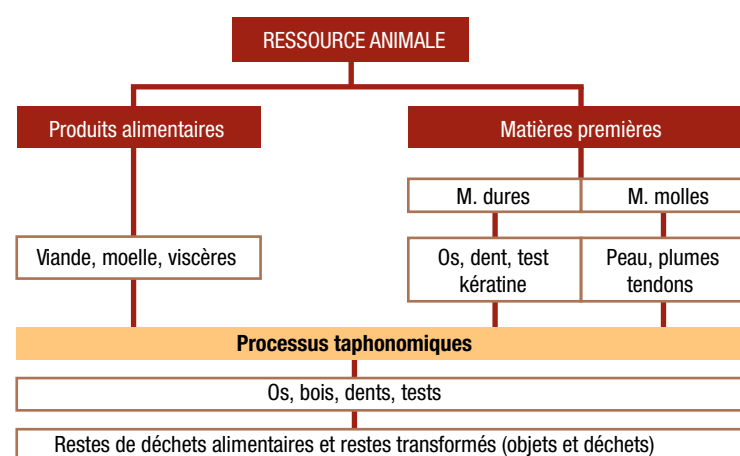 RESSOURCE ANIMALE
Produits alimentaires
Matières premières
M. dures
M. molles
Viande, moelle, viscères
Os, dent, test
kératine
Peau, plumes
tendons
Processus taphonomiques
Os, bois, dents, tests
Restes de déchets alimentaires et restes transformés (objets et déchets)